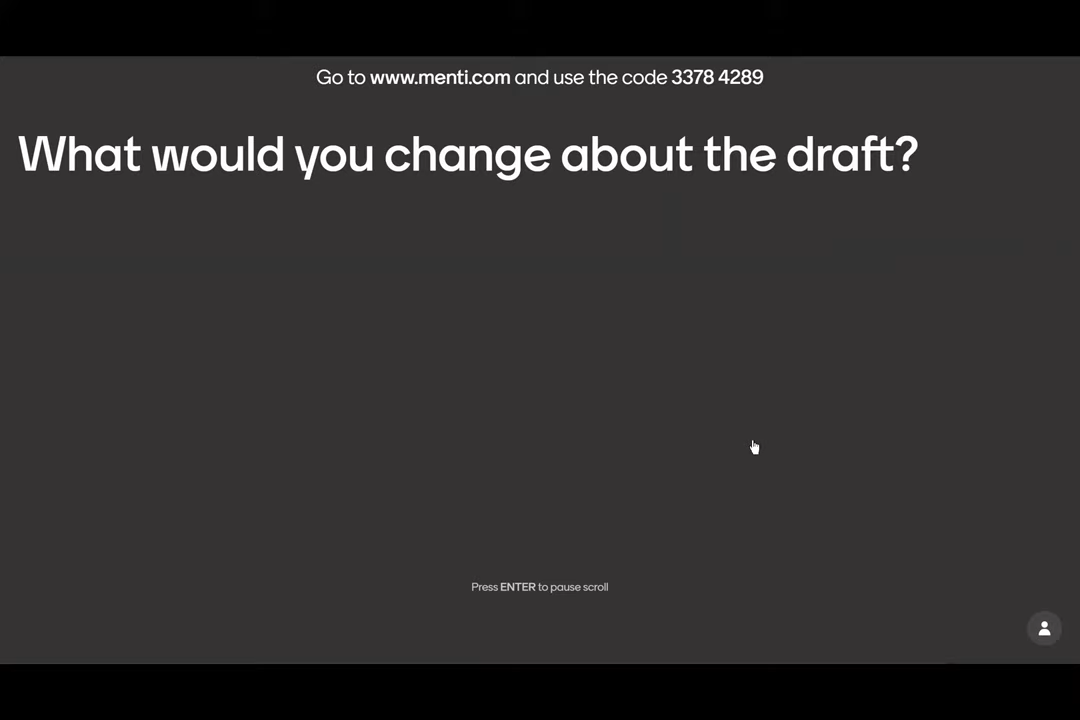 Go to www.menti.com and use the code 3378 4289
What would you change about the draft?
Press ENTER to pause scroll